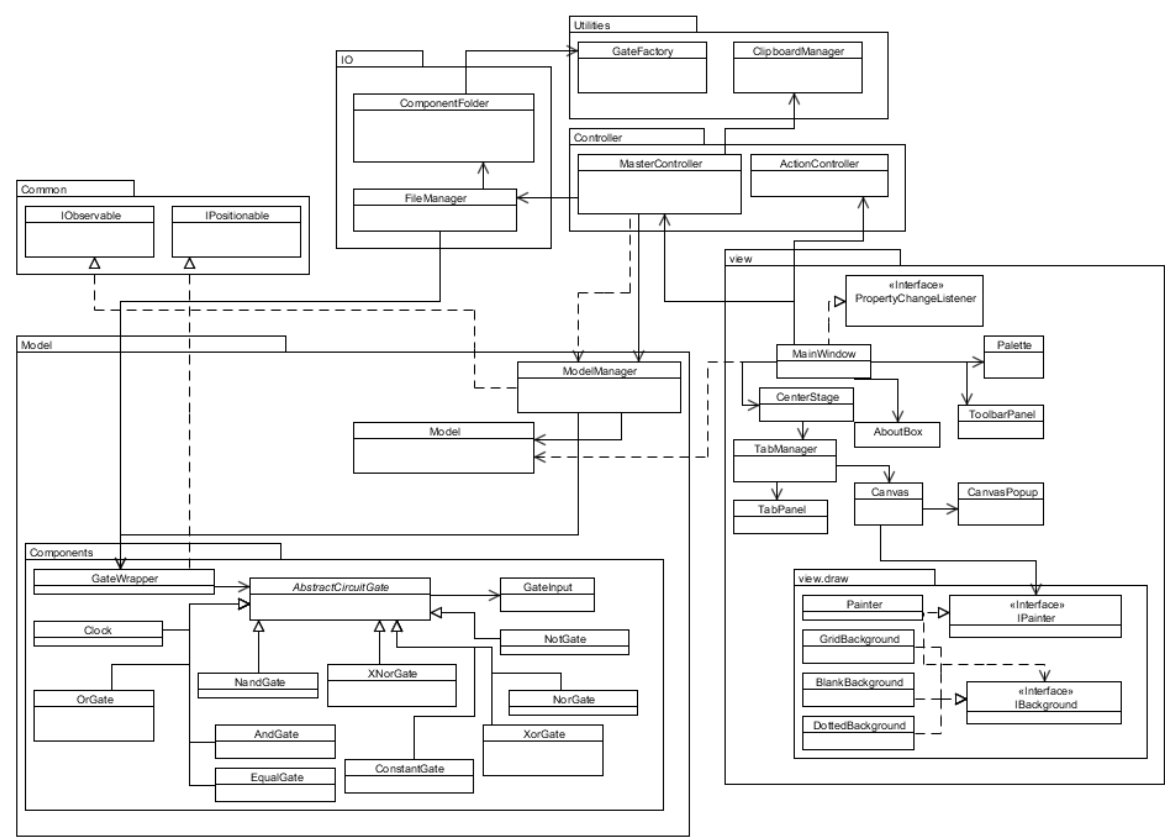 Utilities
GateFactory
ClipboardManager
IO
ComponentFolder
FileManager
Controller
MasterController
ActionController
Common
IObservable
IPositionable
view
«Interface»
PropertyChangeListener
MainWindow
Palette
CenterStage
ToolbarPanel
AboutBox
TabManager
Canvas
CanvasPopup
TabPanel
view.draw
Painter
«Interface»
IPainter
GridBackground
BlankBackground
«Interface»
IBackground
DottedBackground
Model
ModelManager
Model
Components
GateWrapper
AbstractCircuitGate
GateInput
Clock
NotGate
OrGate
NandGate
XNorGate
NorGate
AndGate
XorGate
EqualGate
ConstantGate